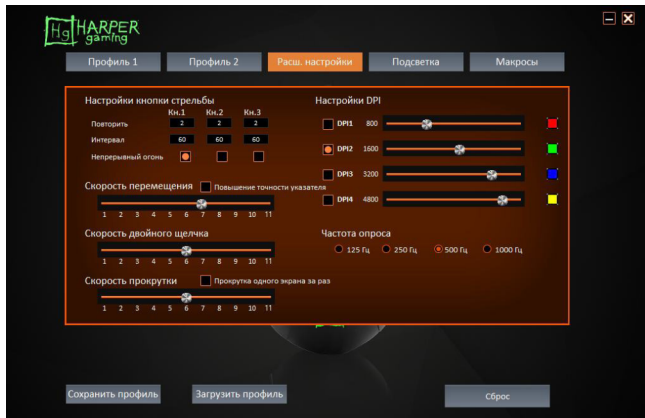 Hg HARPER
gaming
Профиль 1 Профиль 2 Расш. настройки Подсветка Макросы
Настройки кнопки стрельбы
Кн.1 Кн.2 Кн.3
Повторить 2 2 2
Интервал 60 60 60
Непрерывный огонь
Скорость перемещения Повышение точности указателя
1 2 3 4 5 6 7 8 9 10 11
Скорость двойного щелчка
1 2 3 4 5 6 7 8 9 10 11
Скорость прокрутки Прокрутка одного экрана за раз
1 2 3 4 5 6 7 8 9 10 11
Настройки DPI
DPI1 800
DPI2 1600
DPI3 3200
DPI4 4800
Частота опроса
125 Гц 250 Гц 500 Гц 1000 Гц
Сохранить профиль Загрузить профиль Сброс